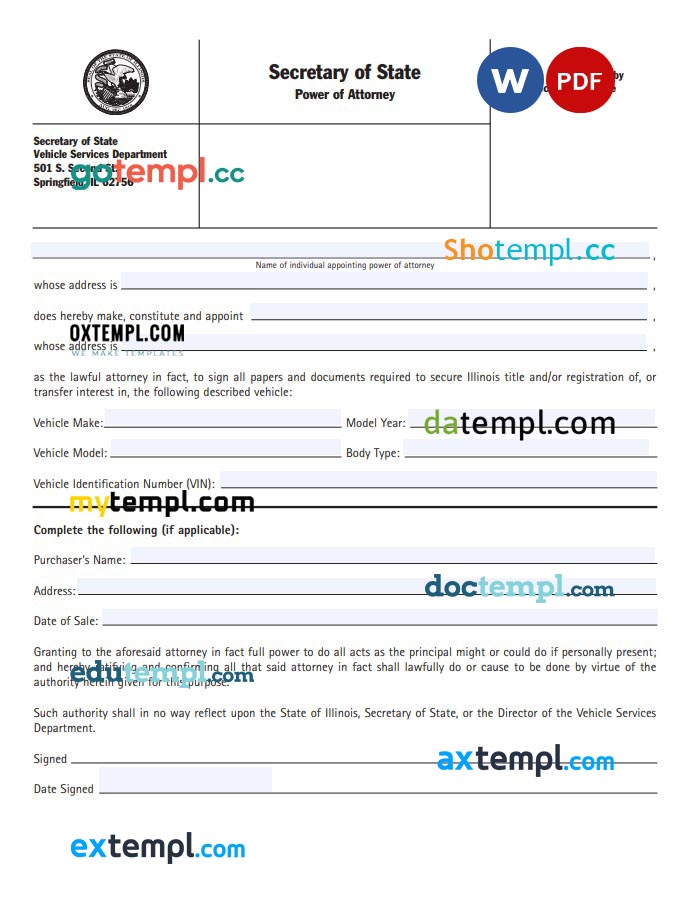 Secretary of State
Power of Attorney
W
PDF
by
Secretary of State
Vehicle Services Department
501 S. Second St.
Springfield, IL 62756
gotempl.cc
Shotempl.cc
,
Name of individual appointing power of attorney
whose address is ,
does hereby make, constitute and appoint ,
OXTEMPL.COM
whose address is ,
WE MAKE TEMPLATES
as the lawful attorney in fact, to sign all papers and documents required to secure Illinois title and/or registration of, or
transfer interest in, the following described vehicle:
Vehicle Make: Model Year:
datempl.com
Vehicle Model: Body Type:
Vehicle Identification Number (VIN):
mytempl.com
Complete the following (if applicable):
Purchaser's Name:
Address:
doctempl.com
Date of Sale:
Granting to the aforesaid attorney in fact full power to do all acts as the principal might or could do if personally present;
and hereby ratifying and confirming all that said attorney in fact shall lawfully do or cause to be done by virtue of the
edutempl.com
authority herein given for this purpose.
Such authority shall in no way reflect upon the State of Illinois, Secretary of State, or the Director of the Vehicle Services
Department.
Signed
axtempl.com
Date Signed
extempl.com